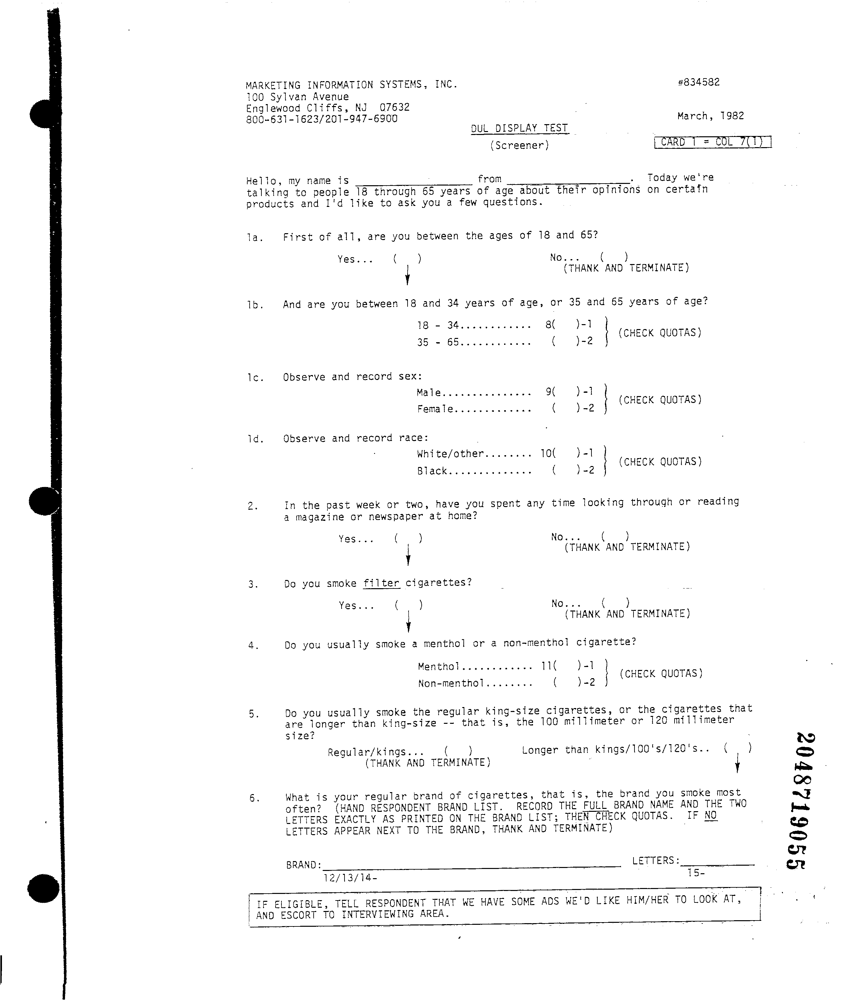 MARKETING INFORMATION SYSTEMS, INC. #834582
100 Sylvan Avenue
Englewood Cliffs, NJ 07632
800-631-1623/201-947-6900 March, 1982
DUL DISPLAY TEST
(Screener) CARD 1 = COL 7(1)
Hello, my name is ____________ from ____________. Today we're
talking to people 18 through 65 years of age about their opinions on certain
products and I'd like to ask you a few questions.
1a. First of all, are you between the ages of 18 and 65?
Yes... ( ) No... ( )
(THANK AND TERMINATE)
1b. And are you between 18 and 34 years of age, or 35 and 65 years of age?
18 - 34............ 8( )-1
(CHECK QUOTAS)
35 - 65............ ( )-2
1c. Observe and record sex:
Male............... 9( )-1
(CHECK QUOTAS)
Female............. ( )-2
1d. Observe and record race:
White/other........ 10( )-1
(CHECK QUOTAS)
Black.............. ( )-2
2. In the past week or two, have you spent any time looking through or reading
a magazine or newspaper at home?
Yes... ( ) No... ( )
(THANK AND TERMINATE)
3. Do you smoke filter cigarettes?
Yes... ( ) No... ( )
(THANK AND TERMINATE)
4. Do you usually smoke a menthol or a non-menthol cigarette?
Menthol............ 11( )-1
(CHECK QUOTAS)
Non-menthol........ ( )-2
5. Do you usually smoke the regular king-size cigarettes, or the cigarettes that
are longer than king-size -- that is, the 100 millimeter or 120 millimeter
size?
Regular/kings... ( ) Longer than kings/100's/120's.. ( )
(THANK AND TERMINATE)
6. What is your regular brand of cigarettes, that is, the brand you smoke most
often? (HAND RESPONDENT BRAND LIST. RECORD THE FULL BRAND NAME AND THE TWO
LETTERS EXACTLY AS PRINTED ON THE BRAND LIST; THEN CHECK QUOTAS. IF NO
LETTERS APPEAR NEXT TO THE BRAND, THANK AND TERMINATE)
BRAND:____________ LETTERS:____________
12/13/14- 15-
IF ELIGIBLE, TELL RESPONDENT THAT WE HAVE SOME ADS WE'D LIKE HIM/HER TO LOOK AT,
AND ESCORT TO INTERVIEWING AREA.
2048719055